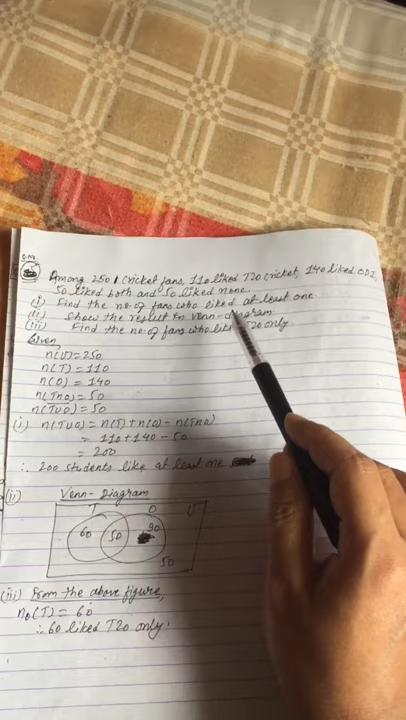 Q.N.
Among 250 cricket fans, 110 liked T20 cricket, 140 liked ODI,
50 liked both and 50 liked none.
(i) Find the no. of fans who liked at least one.
(ii) Show the result in Venn-diagram
(iii) Find the no. of fans who like T20 only.
Given,
n(U) = 250
n(T) = 110
n(O) = 140
n(T∩O) = 50
n(TUO) = 50
(i) n(TUO) = n(T) + n(O) - n(T∩O)
= 110 + 140 - 50
= 200
∴ 200 students like at least one
(ii) Venn-Diagram
T O U
60 50 90
50
(iii) From the above figure,
no(T) = 60
∴ 60 liked T20 only.